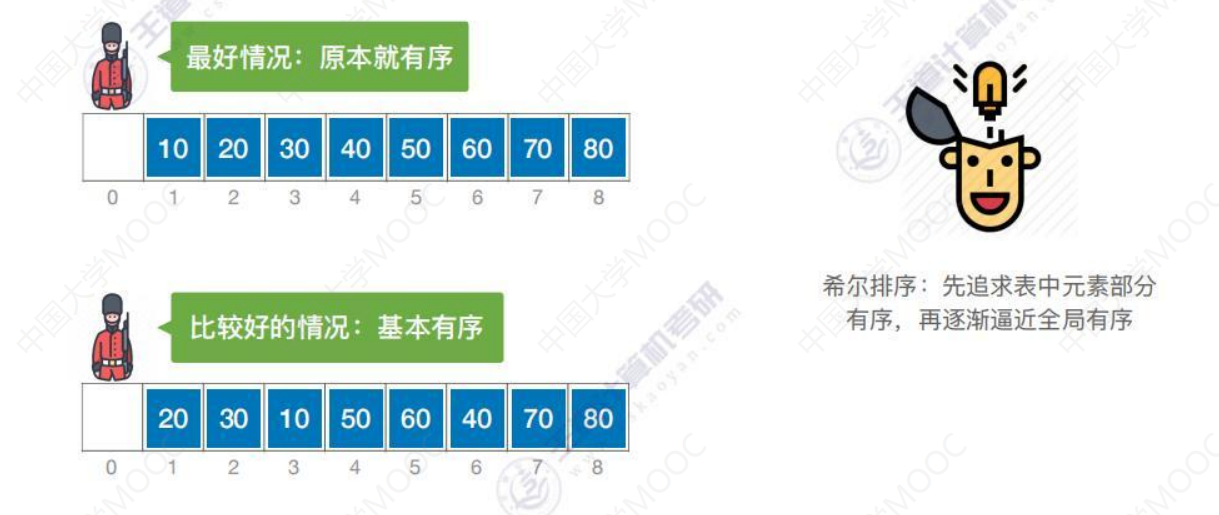 最好情况：原本就有序
10 20 30 40 50 60 70 80
0 1 2 3 4 5 6 7 8
希尔排序：先追求表中元素部分
有序，再逐渐逼近全局有序
比较好的情况：基本有序
20 30 10 50 60 40 70 80
0 1 2 3 4 5 6 7 8
中国大学MOOC
王道计算机考研